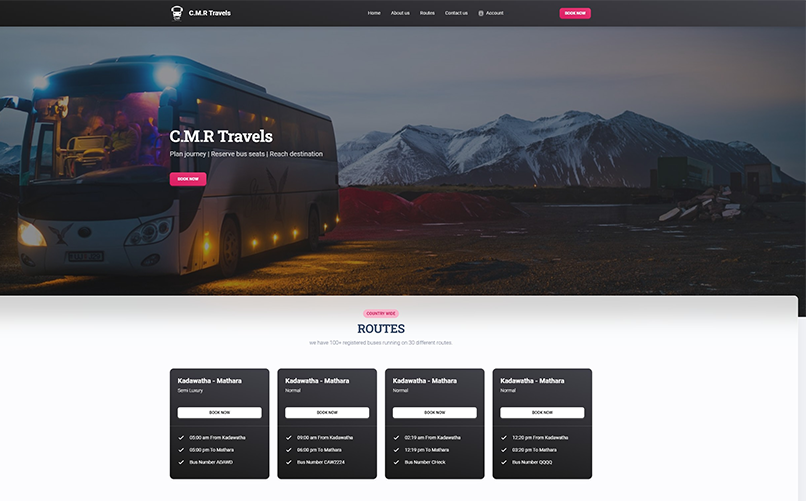 C.M.R Travels
Home About us Routes Contact us Account
BOOK NOW
C.M.R Travels
Plan journey | Reserve bus seats | Reach destination
BOOK NOW
COUNTRY WIDE
ROUTES
we have 100+ registered buses running on 30 different routes
Kadawatha - Mathara
Semi Luxury
BOOK NOW
05:00 am From Kadawatha
05:00 pm To Mathara
Bus Number ADAWD
Kadawatha - Mathara
Normal
BOOK NOW
09:00 am From Kadawatha
06:00 pm To Mathara
Bus Number CAW2224
Kadawatha - Mathara
Normal
BOOK NOW
02:19 am From Kadawatha
12:19 pm To Mathara
Bus Number CHeck
Kadawatha - Mathara
Normal
BOOK NOW
12:20 pm From Kadawatha
03:20 pm To Mathara
Bus Number QQQQ